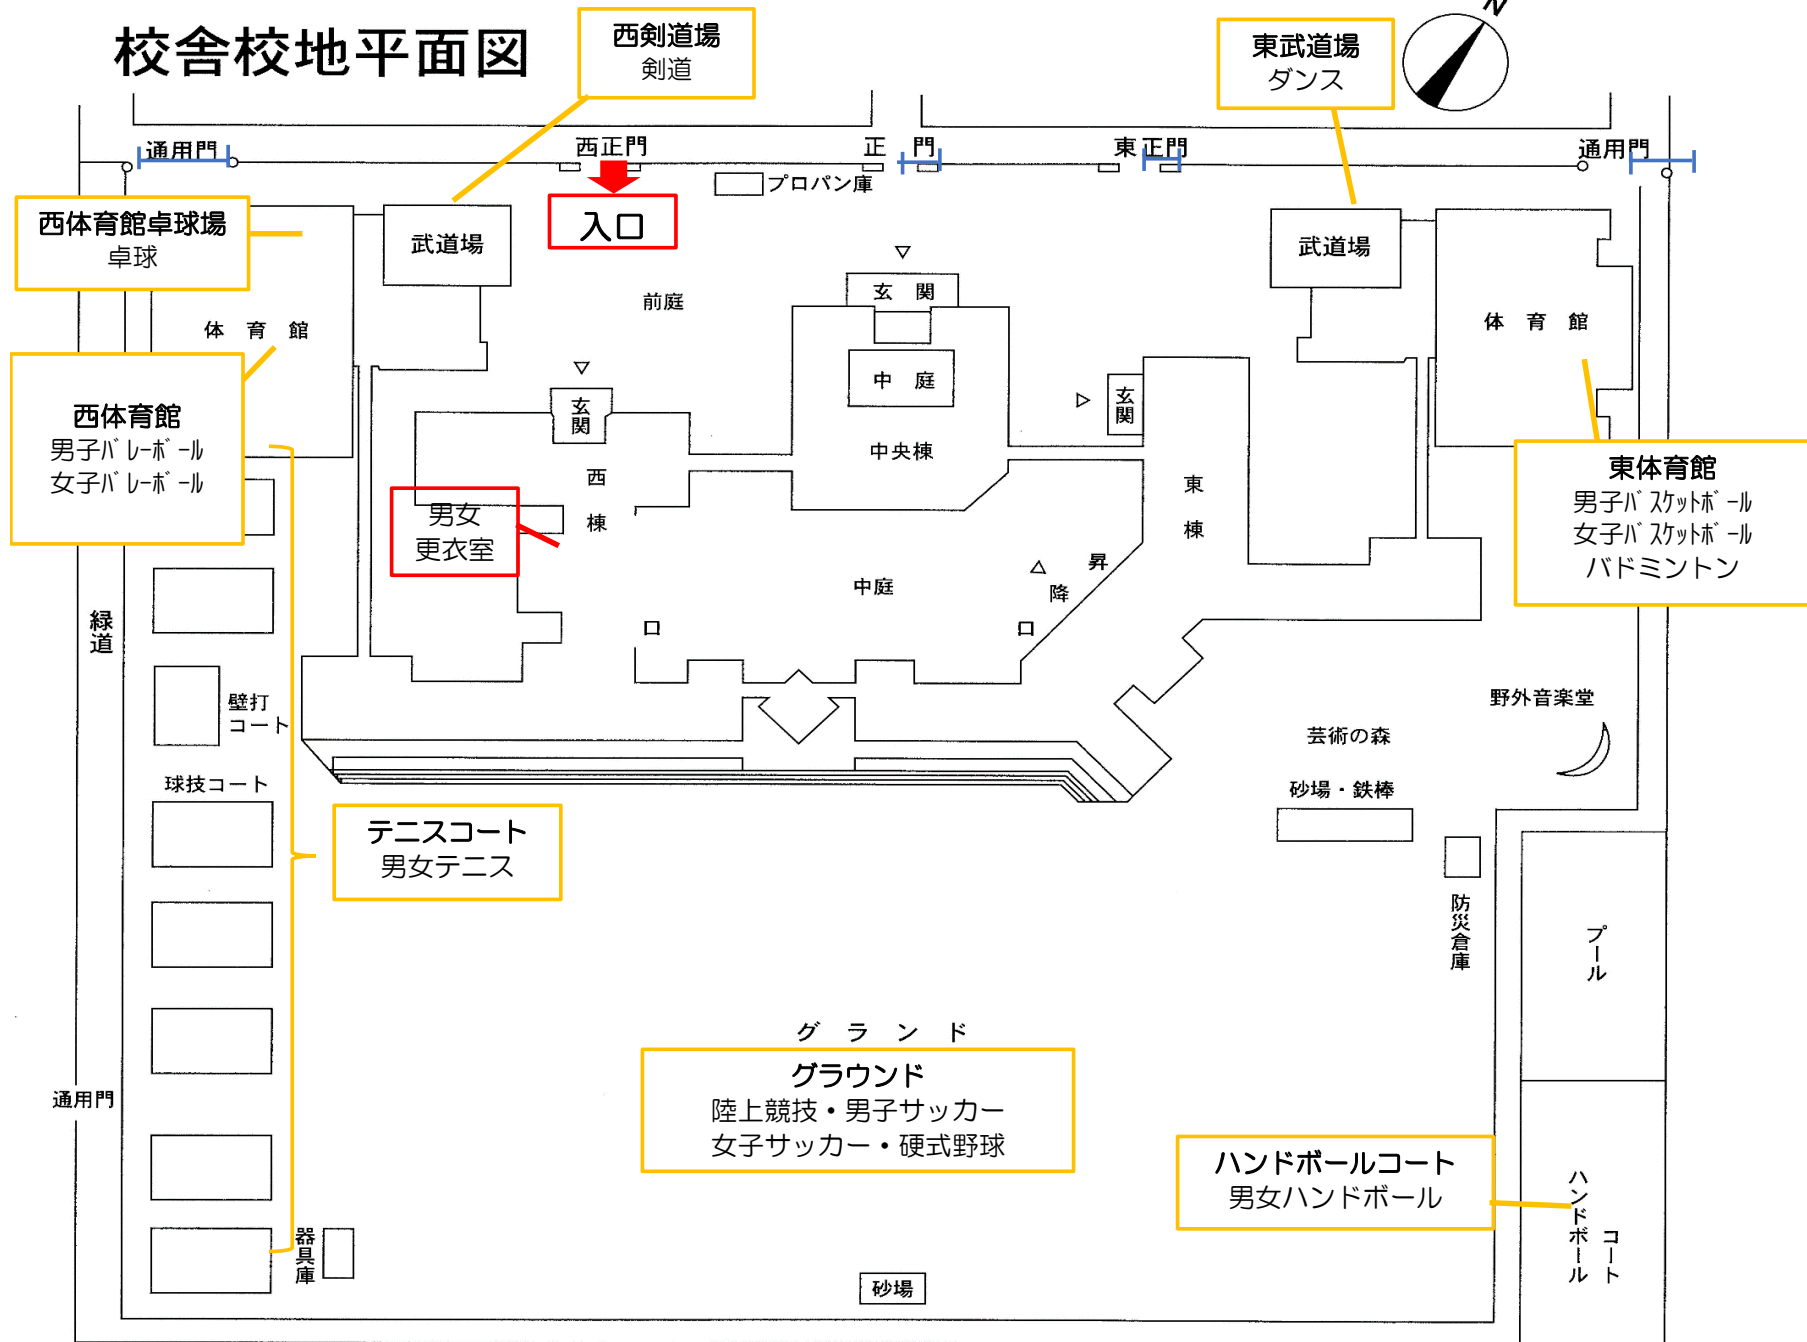 校舎校地平面図
西剣道場
剣道
東武道場
ダンス
N
通用門
西正門
正門
東正門
通用門
プロパン庫
入口
西体育館卓球場
卓球
武道場
武道場
前庭
玄関
体育館
体育館
中庭
玄関
玄関
西体育館
男子バレーボール
女子バレーボール
中央棟
西棟
東棟
東体育館
男子バスケットボール
女子バスケットボール
バドミントン
男女
更衣室
中庭
昇降口
口
緑道
壁打
コート
野外音楽堂
芸術の森
球技コート
砂場・鉄棒
テニスコート
男女テニス
防災倉庫
プール
グランド
グラウンド
陸上競技・男子サッカー
女子サッカー・硬式野球
通用門
ハンドボールコート
男女ハンドボール
ハンドボール
コート
器具庫
砂場